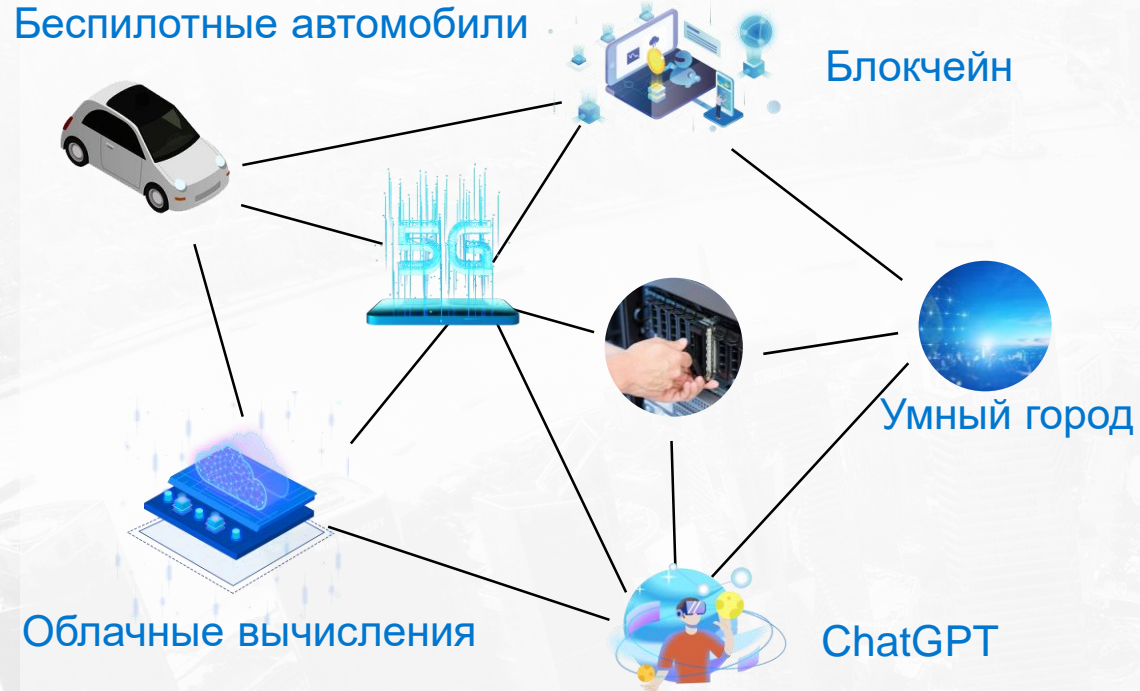 Беспилотные автомобили
Блокчейн
5G
Умный город
Облачные вычисления
ChatGPT